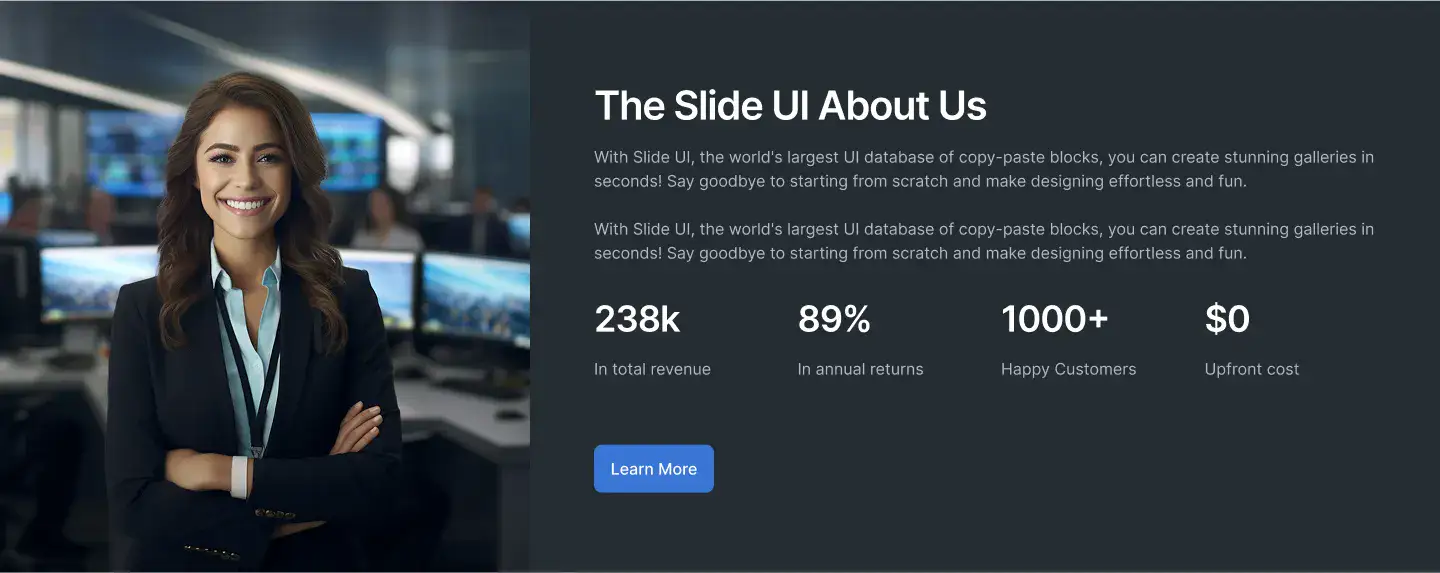 The Slide UI About Us
With Slide UI, the world's largest UI database of copy-paste blocks, you can create stunning galleries in
seconds! Say goodbye to starting from scratch and make designing effortless and fun.
With Slide UI, the world's largest UI database of copy-paste blocks, you can create stunning galleries in
seconds! Say goodbye to starting from scratch and make designing effortless and fun.
238k 89% 1000+ $0
In total revenue In annual returns Happy Customers Upfront cost
Learn More